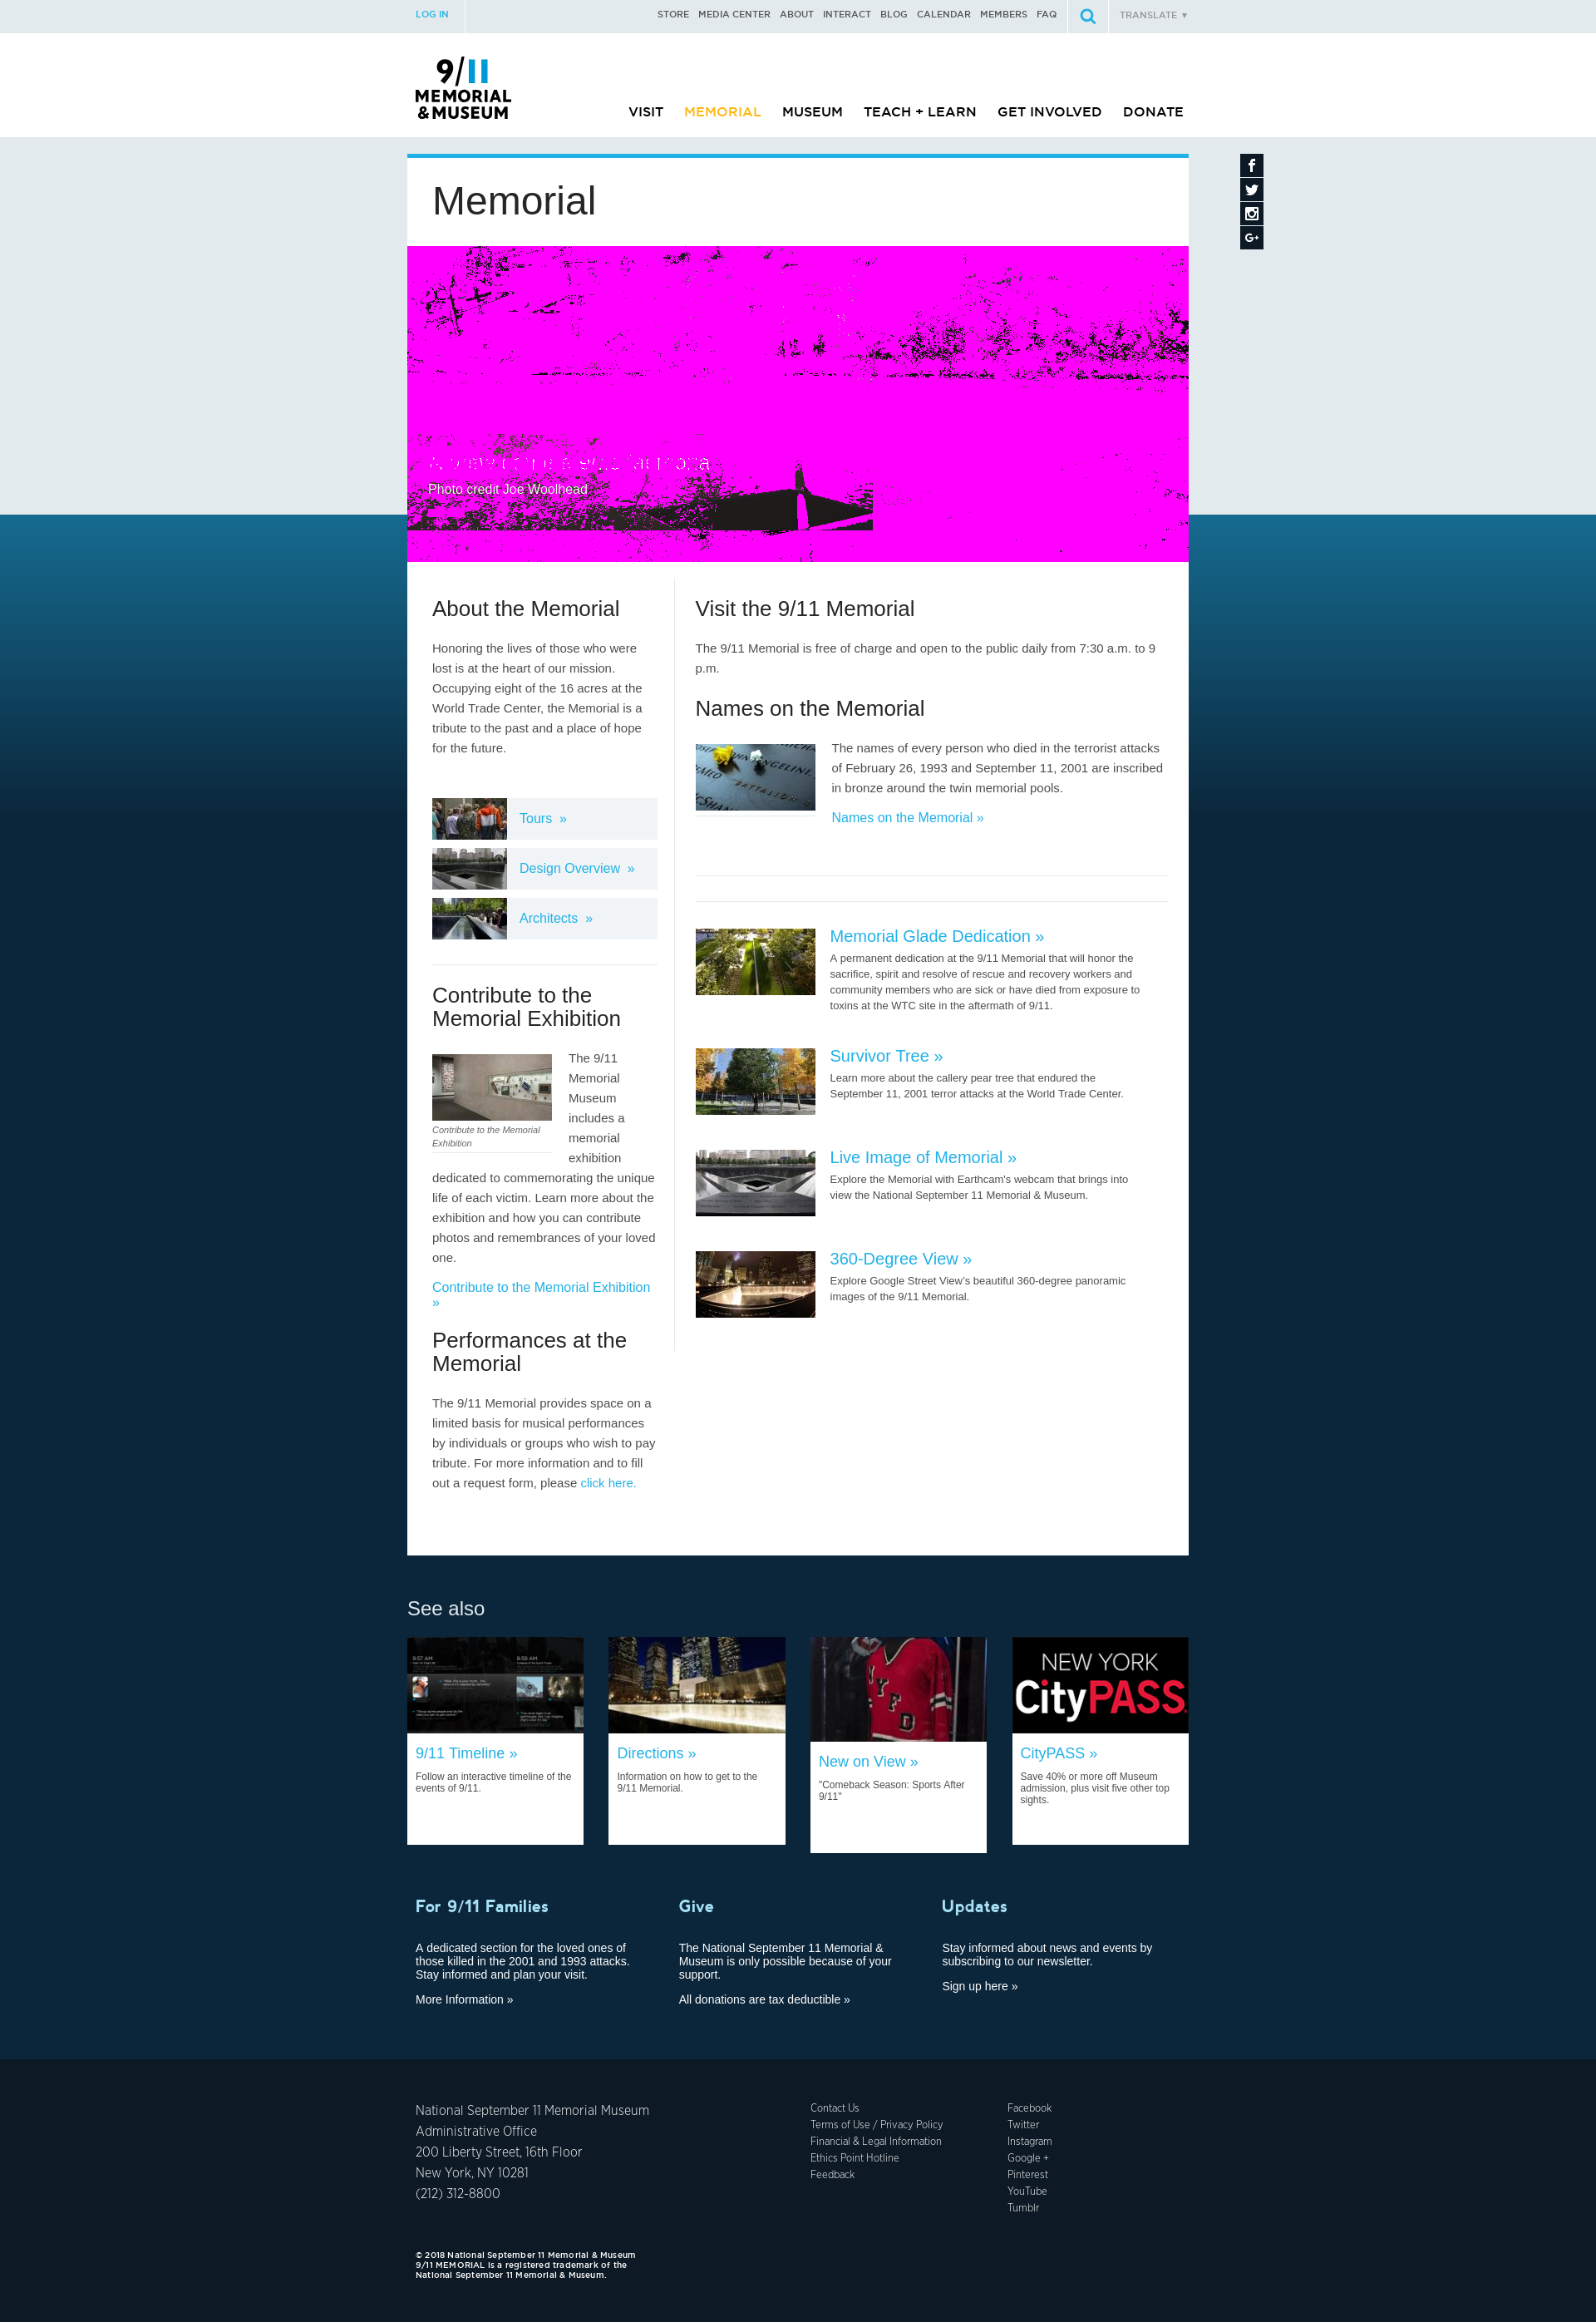 LOG IN
STORE MEDIA CENTER ABOUT INTERACT BLOG CALENDAR MEMBERS FAQ
TRANSLATE ▼
9/11
MEMORIAL
&MUSEUM
VISIT MEMORIAL MUSEUM TEACH + LEARN GET INVOLVED DONATE
Memorial
Photo credit Joe Woolhead
About the Memorial
Honoring the lives of those who were
lost is at the heart of our mission.
Occupying eight of the 16 acres at the
World Trade Center, the Memorial is a
tribute to the past and a place of hope
for the future.
Tours »
Design Overview »
Architects »
Contribute to the
Memorial Exhibition
The 9/11
Memorial
Museum
includes a
memorial
exhibition
Contribute to the Memorial
Exhibition
dedicated to commemorating the unique
life of each victim. Learn more about the
exhibition and how you can contribute
photos and remembrances of your loved
one.
Contribute to the Memorial Exhibition
»
Performances at the
Memorial
The 9/11 Memorial provides space on a
limited basis for musical performances
by individuals or groups who wish to pay
tribute. For more information and to fill
out a request form, please click here.
Visit the 9/11 Memorial
The 9/11 Memorial is free of charge and open to the public daily from 7:30 a.m. to 9
p.m.
Names on the Memorial
BATTALION
The names of every person who died in the terrorist attacks
of February 26, 1993 and September 11, 2001 are inscribed
in bronze around the twin memorial pools.
Names on the Memorial »
Memorial Glade Dedication »
A permanent dedication at the 9/11 Memorial that will honor the
sacrifice, spirit and resolve of rescue and recovery workers and
community members who are sick or have died from exposure to
toxins at the WTC site in the aftermath of 9/11.
Survivor Tree »
Learn more about the callery pear tree that endured the
September 11, 2001 terror attacks at the World Trade Center.
Live Image of Memorial »
Explore the Memorial with Earthcam's webcam that brings into
view the National September 11 Memorial & Museum.
360-Degree View »
Explore Google Street View's beautiful 360-degree panoramic
images of the 9/11 Memorial.
See also
9:57 AM
9:59 AM
9/11 Timeline »
Follow an interactive timeline of the
events of 9/11.
Directions »
Information on how to get to the
9/11 Memorial.
New on View »
"Comeback Season: Sports After
9/11"
NEW YORK
CityPASS
CityPASS »
Save 40% or more off Museum
admission, plus visit five other top
sights.
For 9/11 Families
A dedicated section for the loved ones of
those killed in the 2001 and 1993 attacks.
Stay informed and plan your visit.
More Information »
Give
The National September 11 Memorial &
Museum is only possible because of your
support.
All donations are tax deductible »
Updates
Stay informed about news and events by
subscribing to our newsletter.
Sign up here »
National September 11 Memorial Museum
Administrative Office
200 Liberty Street, 16th Floor
New York, NY 10281
(212) 312-8800
Contact Us
Terms of Use / Privacy Policy
Financial & Legal Information
Ethics Point Hotline
Feedback
Facebook
Twitter
Instagram
Google +
Pinterest
YouTube
Tumblr
© 2018 National September 11 Memorial & Museum
9/11 MEMORIAL is a registered trademark of the
National September 11 Memorial & Museum.